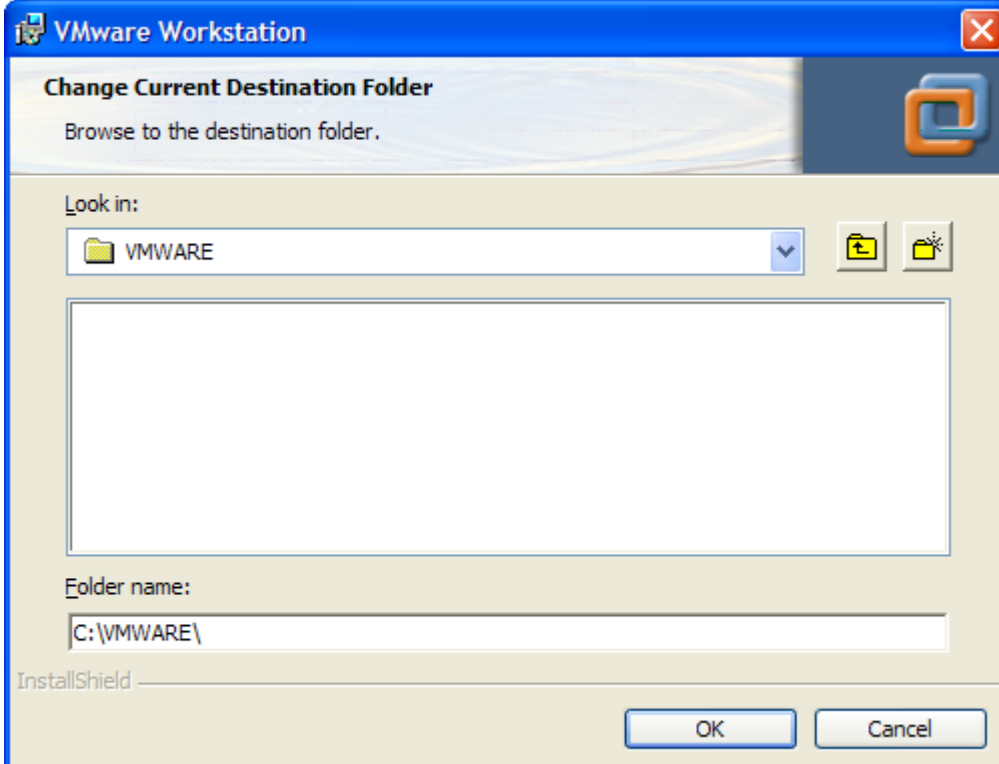 VMware Workstation
Change Current Destination Folder
Browse to the destination folder.
Look in:
VMWARE
Folder name:
C:\VMWARE\
InstallShield
OK Cancel